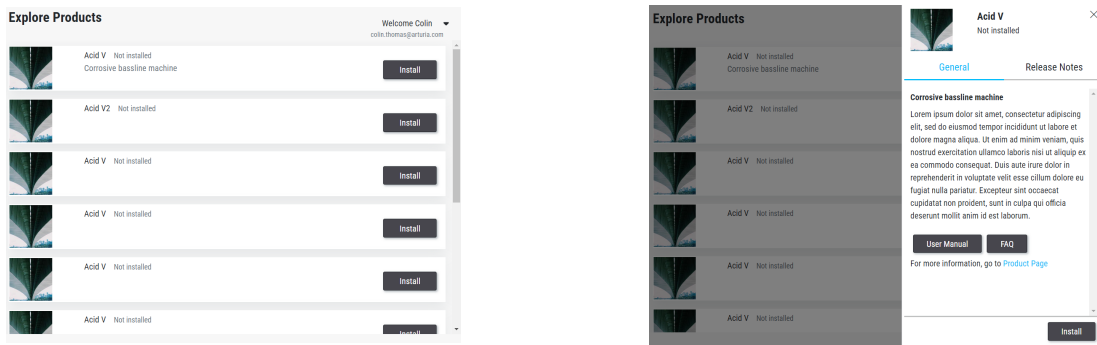 Explore Products
Welcome Colin
colin.thomas@arturia.com
Acid V Not installed
Corrosive bassline machine
Install
Acid V2 Not installed
Install
Acid V Not installed
Install
Acid V Not installed
Install
Acid V Not installed
Install
Acid V Not installed
Install
Explore Products
Acid V Not installed
Corrosive bassline machine
Acid V2 Not installed
Acid V Not installed
Acid V Not installed
Acid V Not installed
Acid V Not installed
Acid V
Not installed
General Release Notes
Corrosive bassline machine
Lorem ipsum dolor sit amet, consectetur adipiscing
elit, sed do eiusmod tempor incididunt ut labore et
dolore magna aliqua. Ut enim ad minim veniam, quis
nostrud exercitation ullamco laboris nisi ut aliquip ex
ea commodo consequat. Duis aute irure dolor in
reprehenderit in voluptate velit esse cillum dolore eu
fugiat nulla pariatur. Excepteur sint occaecat
cupidatat non proident, sunt in culpa qui officia
deserunt mollit anim id est laborum.
User Manual FAQ
For more information, go to Product Page
Install